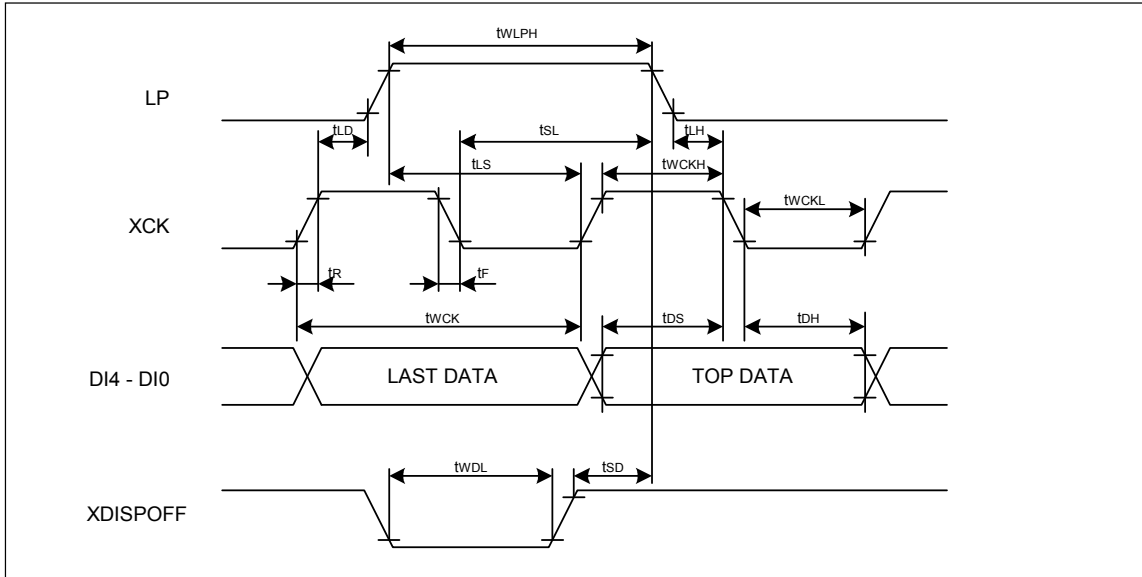 tWLPH
LP
tLD
tSL
tLH
tLS
tWCKH
XCK
tWCKL
tR
tF
tWCK
tDS
tDH
DI4 - DI0
LAST DATA
TOP DATA
tWDL
tSD
XDISPOFF